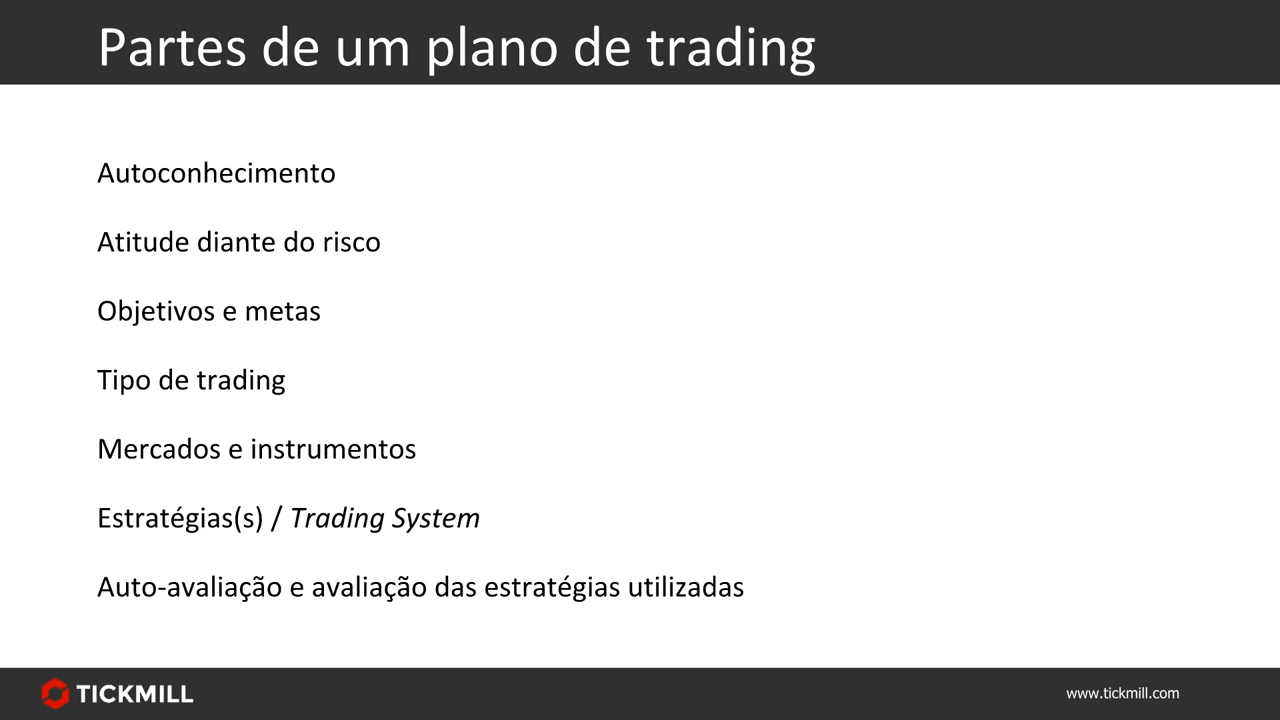 Partes de um plano de trading
Autoconhecimento
Atitude diante do risco
Objetivos e metas
Tipo de trading
Mercados e instrumentos
Estratégias(s) / Trading System
Auto-avaliação e avaliação das estratégias utilizadas
TICKMILL
www.tickmill.com